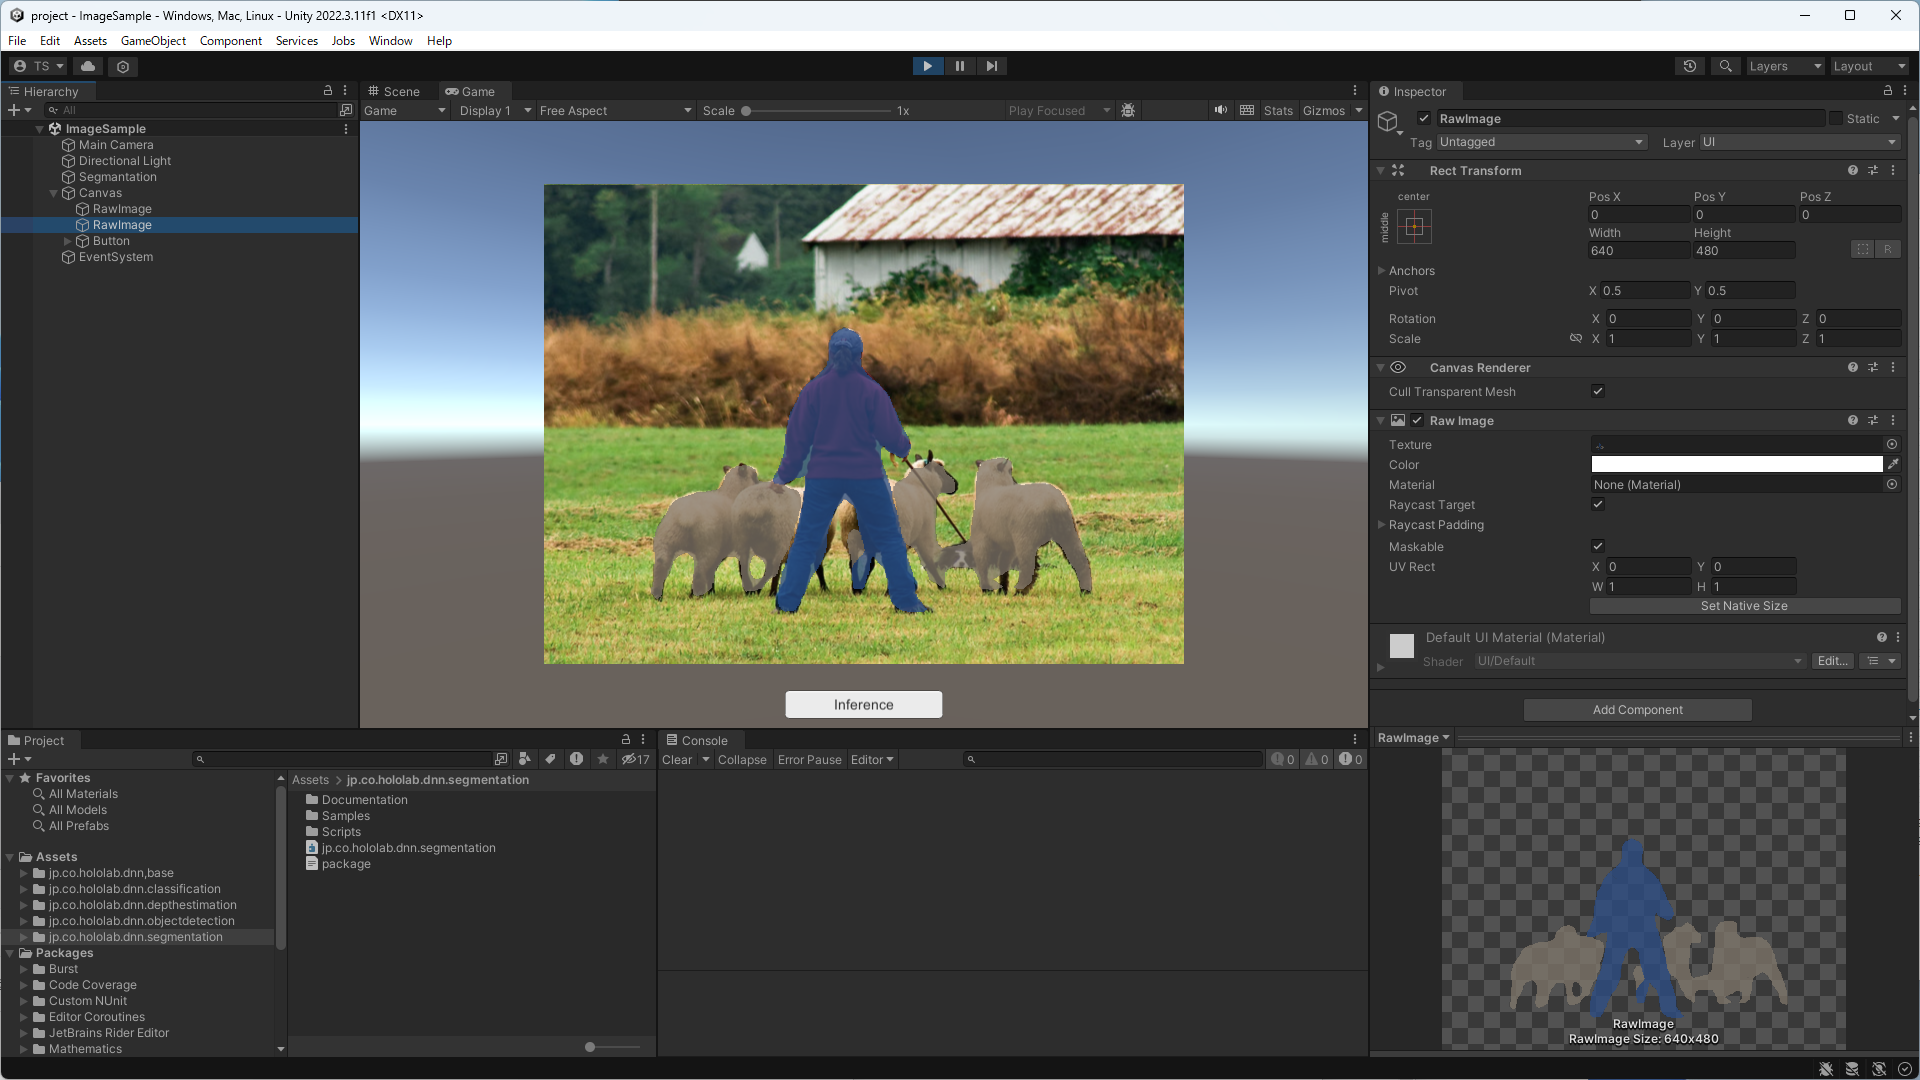 project - ImageSample - Windows, Mac, Linux - Unity 2022.3.11f1 <DX11>
File Edit Assets GameObject Component Services Jobs Window Help
TS
Layers
Layout
Hierarchy
All
ImageSample
Main Camera
Directional Light
Segmantation
Canvas
RawImage
RawImage
Button
EventSystem
Scene
Game
Game
Display 1
Free Aspect
Scale
1x
Play Focused
Stats
Gizmos
Inference
Inspector
RawImage
Static
Tag Untagged
Layer UI
Rect Transform
center
middle
Pos X Pos Y Pos Z
0 0 0
Width Height
640 480
R
Anchors
Pivot X 0.5 Y 0.5
Rotation X 0 Y 0 Z 0
Scale X 1 Y 1 Z 1
Canvas Renderer
Cull Transparent Mesh
Raw Image
Texture
Color
Material None (Material)
Raycast Target
Raycast Padding
Maskable
UV Rect X 0 Y 0
W 1 H 1
Set Native Size
Default UI Material (Material)
Shader UI/Default Edit...
Add Component
RawImage
RawImage
RawImage Size: 640x480
Project
17
Favorites
All Materials
All Models
All Prefabs
Assets
jp.co.hololab.dnn,base
jp.co.hololab.dnn.classification
jp.co.hololab.dnn.depthestimation
jp.co.hololab.dnn.objectdetection
jp.co.hololab.dnn.segmentation
Packages
Burst
Code Coverage
Custom NUnit
Editor Coroutines
JetBrains Rider Editor
Mathematics
Assets > jp.co.hololab.dnn.segmentation
Documentation
Samples
Scripts
jp.co.hololab.dnn.segmentation
package
Console
Clear Collapse Error Pause Editor
0 0 0